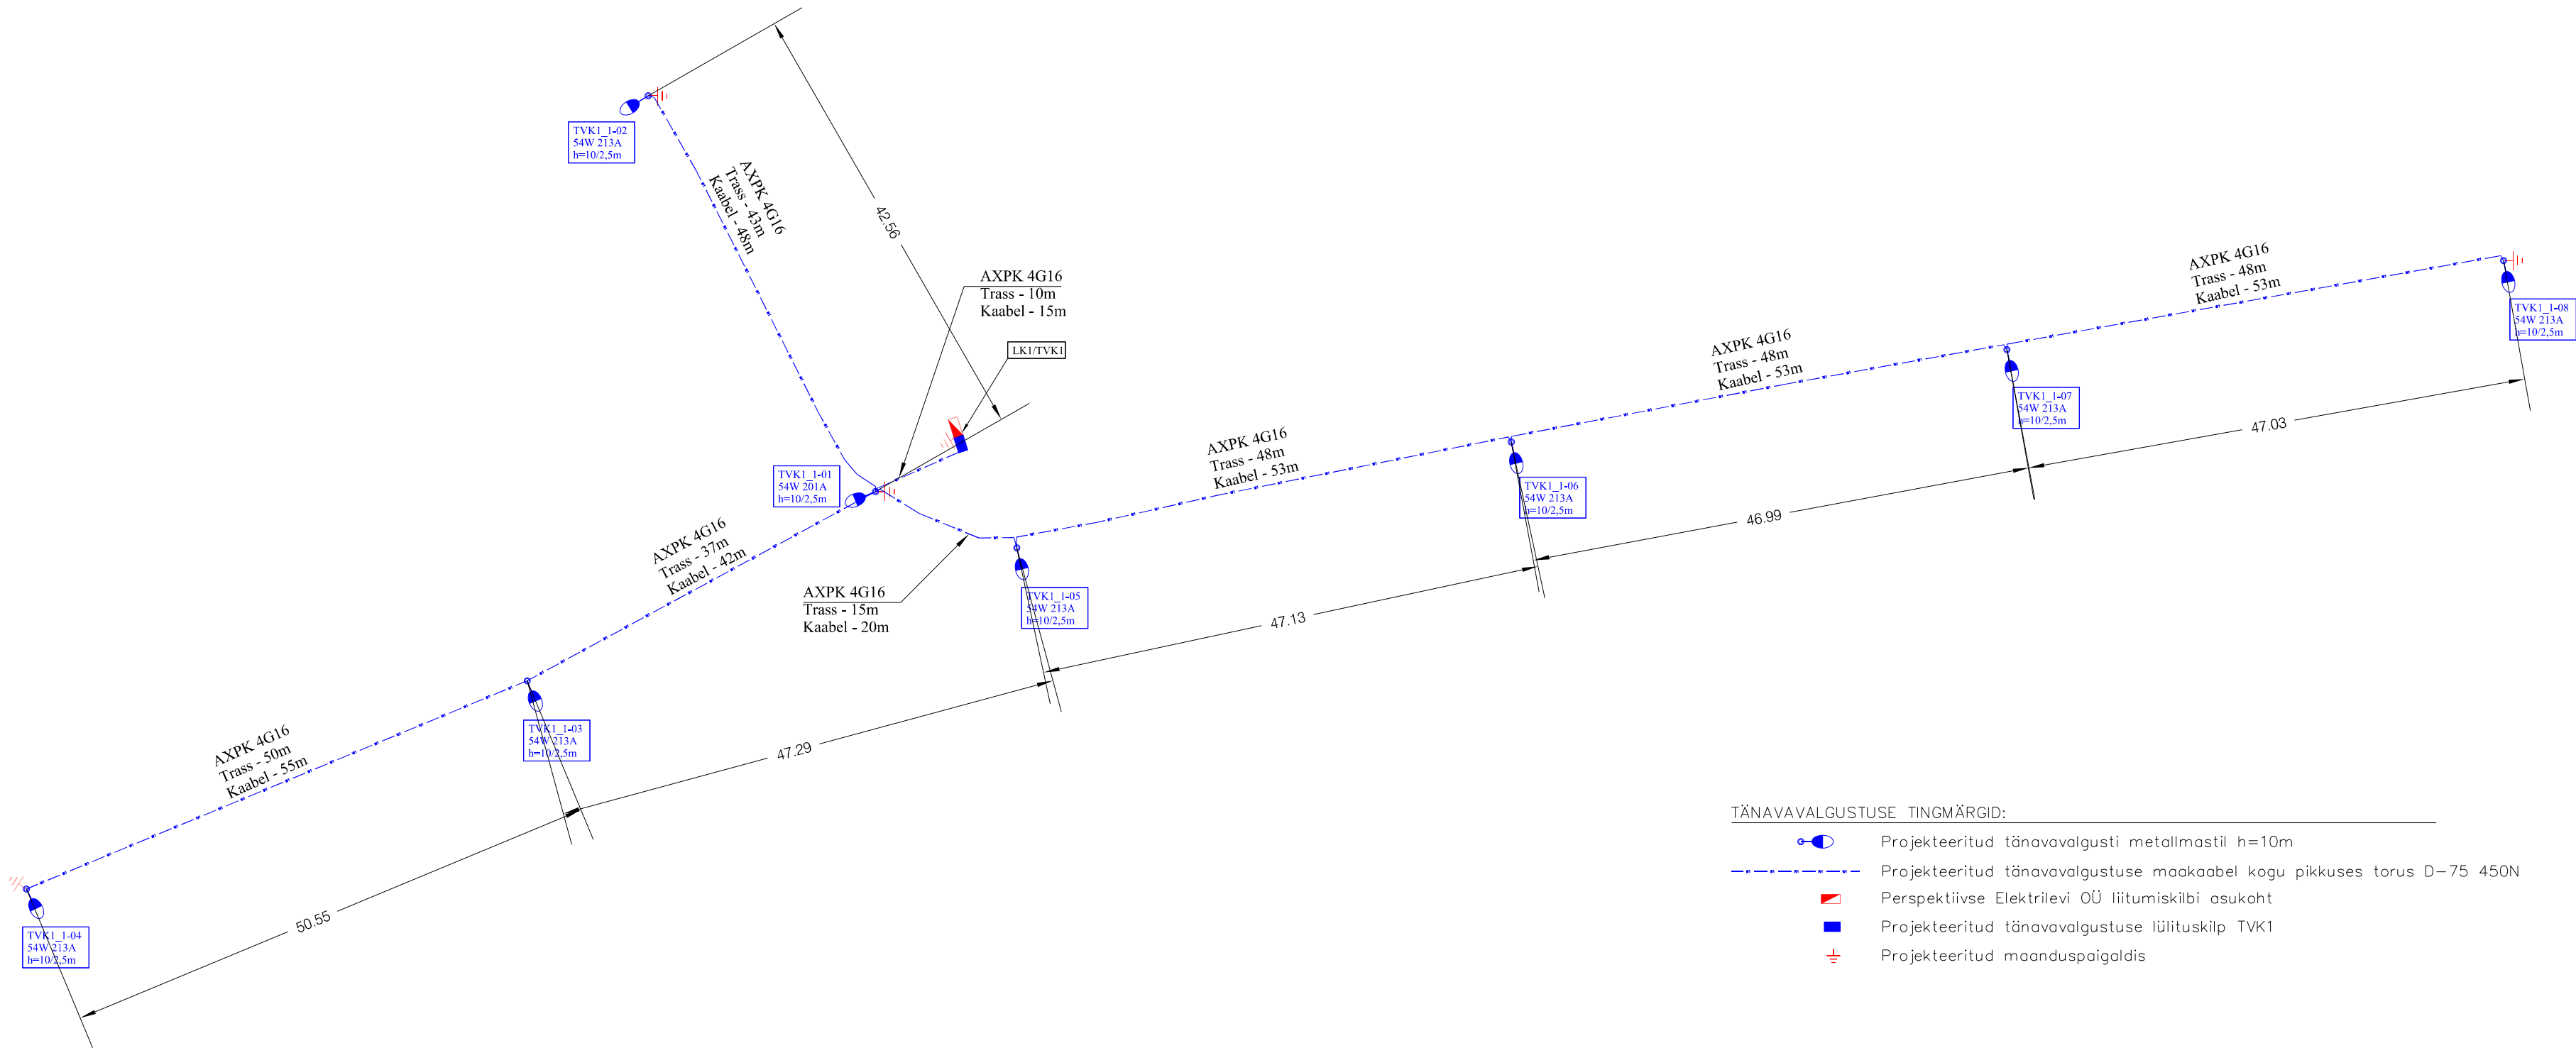 TVK1_1-02
54W 213A
h=10/2,5m
AXPK 4G16
Trass - 43m
Kaabel - 48m
42.56
AXPK 4G16
Trass - 10m
Kaabel - 15m
LK1/TVK1
TVK1_1-01
54W 201A
h=10/2,5m
AXPK 4G16
Trass - 37m
Kaabel - 42m
AXPK 4G16
Trass - 15m
Kaabel - 20m
TVK1_1-03
54W 213A
h=10/2,5m
AXPK 4G16
Trass - 50m
Kaabel - 55m
TVK1_1-04
54W 213A
h=10/2,5m
50.55
47.29
TVK1_1-05
54W 213A
h=10/2,5m
AXPK 4G16
Trass - 48m
Kaabel - 53m
47.13
TVK1_1-06
54W 213A
h=10/2,5m
AXPK 4G16
Trass - 48m
Kaabel - 53m
46.99
TVK1_1-07
54W 213A
h=10/2,5m
AXPK 4G16
Trass - 48m
Kaabel - 53m
47.03
TVK1_1-08
54W 213A
h=10/2,5m
TÄNAVAVALGUSTUSE TINGMÄRGID:
Projekteeritud tänavavalgusti metallmastil h=10m
Projekteeritud tänavavalgustuse maakaabel kogu pikkuses torus D-75 450N
Perspektiivse Elektrilevi OÜ liitumiskilbi asukoht
Projekteeritud tänavavalgustuse lülituskilp TVK1
Projekteeritud maanduspaigaldis